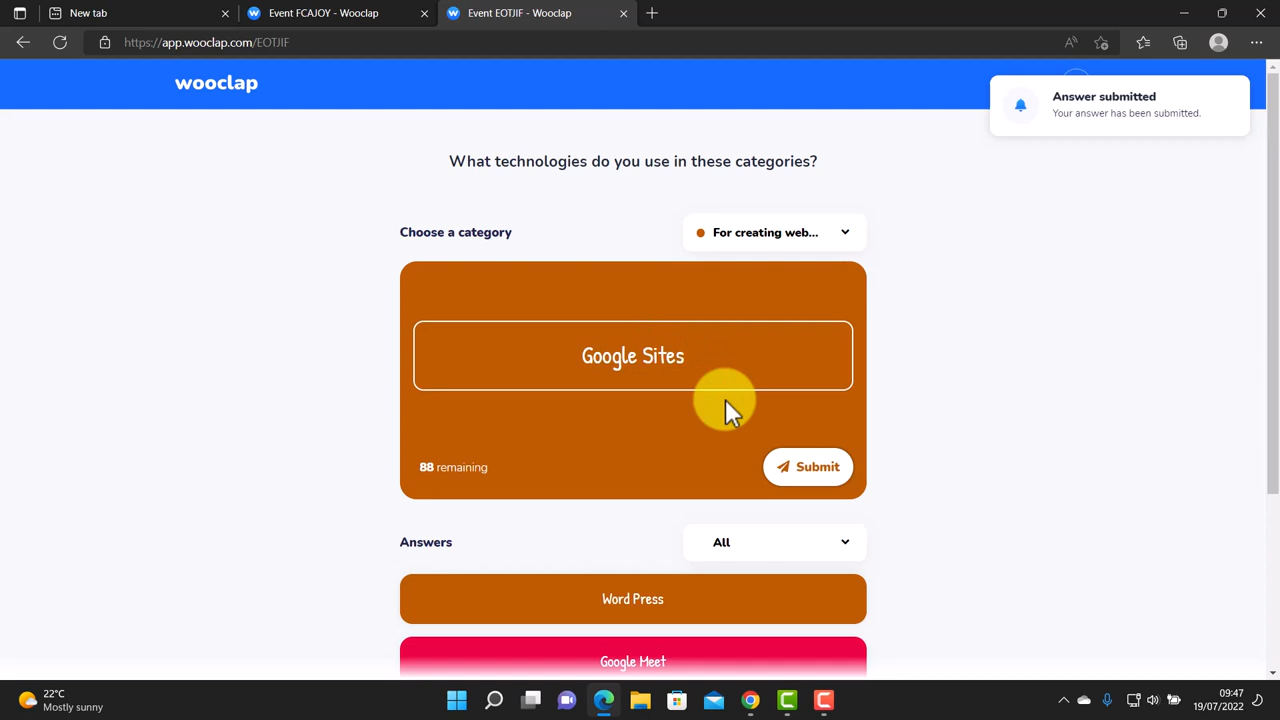 New tab
Event FCAJOY - Wooclap
Event EOTJIF - Wooclap
https://app.wooclap.com/EOTJIF
wooclap
Answer submitted
Your answer has been submitted.
What technologies do you use in these categories?
Choose a category
For creating web...
Google Sites
88 remaining
Submit
Answers
All
Word Press
Google Meet
22°C
Mostly sunny
09:47
19/07/2022